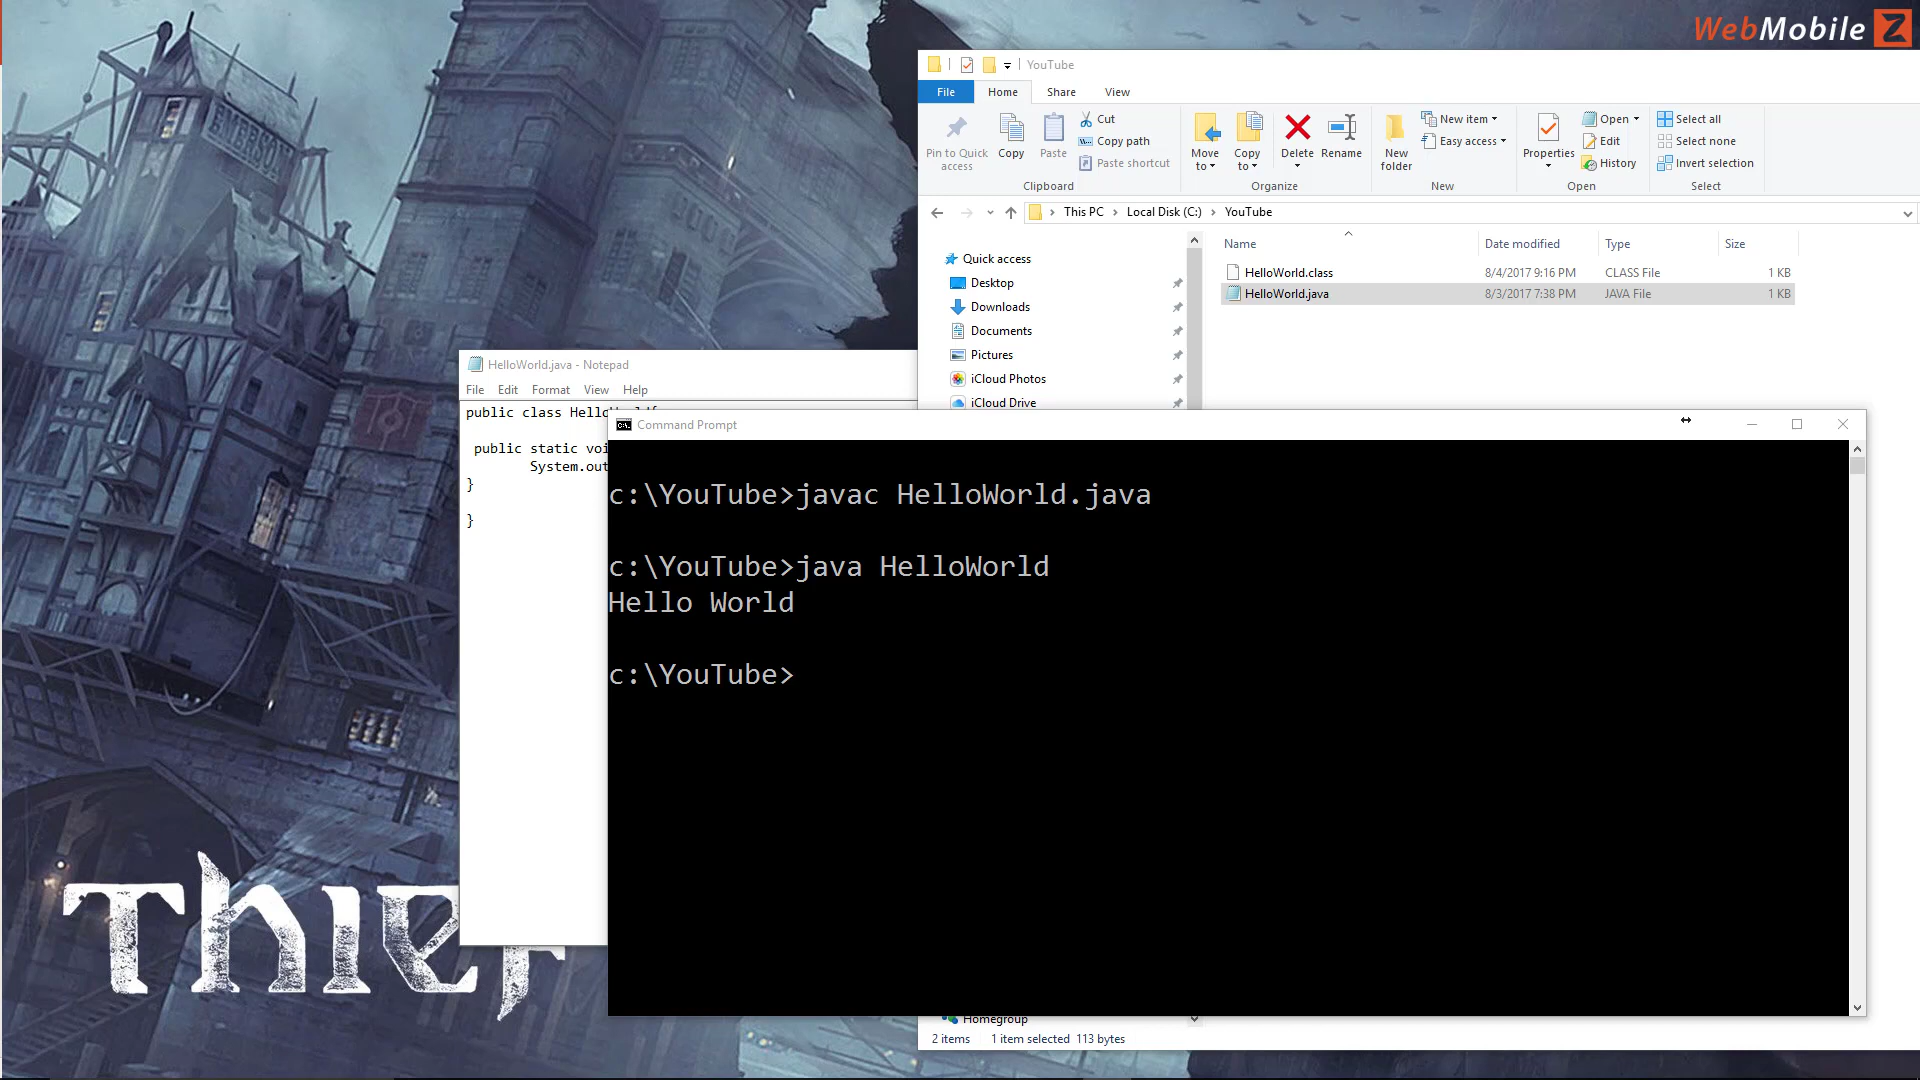 WebMobile Z
YouTube
File Home Share View
Pin to Quick access
Copy
Paste
Cut
Copy path
Paste shortcut
Clipboard
Move to
Copy to
Delete
Rename
Organize
New folder
New item
Easy access
New
Properties
Open
Edit
History
Open
Select all
Select none
Invert selection
Select
This PC > Local Disk (C:) > YouTube
Name Date modified Type Size
HelloWorld.class 8/4/2017 9:16 PM CLASS File 1 KB
HelloWorld.java 8/3/2017 7:38 PM JAVA File 1 KB
Quick access
Desktop
Downloads
Documents
Pictures
iCloud Photos
iCloud Drive
Homegroup
2 items 1 item selected 113 bytes
HelloWorld.java - Notepad
File Edit Format View Help
public class HelloWorld{
public static voi
System.out
}
}
Command Prompt
c:\YouTube>javac HelloWorld.java
c:\YouTube>java HelloWorld
Hello World
c:\YouTube>
Thief